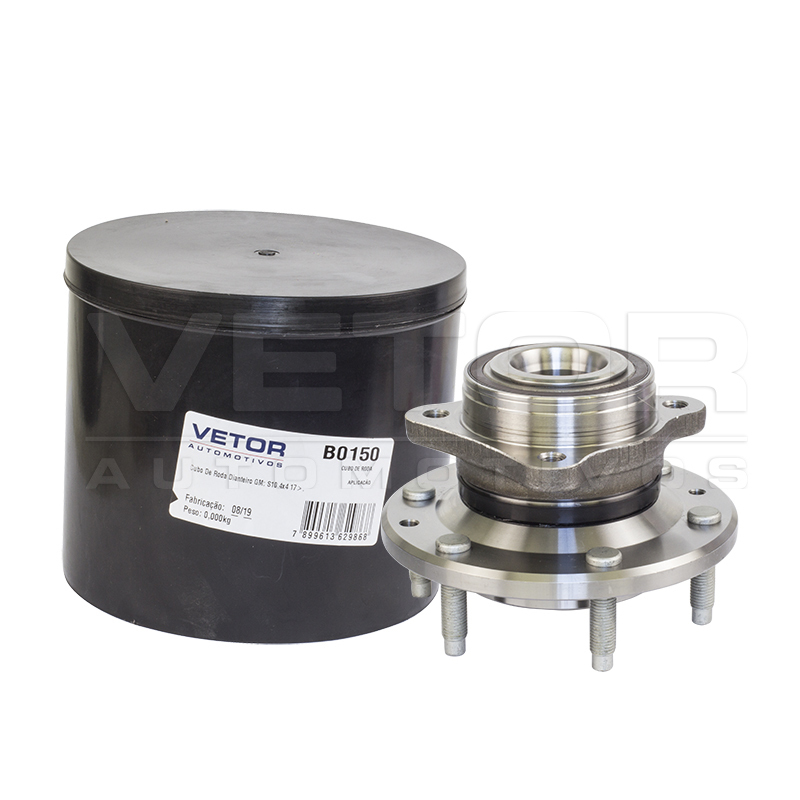 VETOR
AUTOMOTIVOS
B0150
CUBO DE RODA
APLICAÇÃO
Cubo De Roda Dianteiro GM: S10 4x4 17>.
Fabricação: 08/19
Peso: 0,000kg
7 899613 629868
VETOR
AUTOMOTIVOS